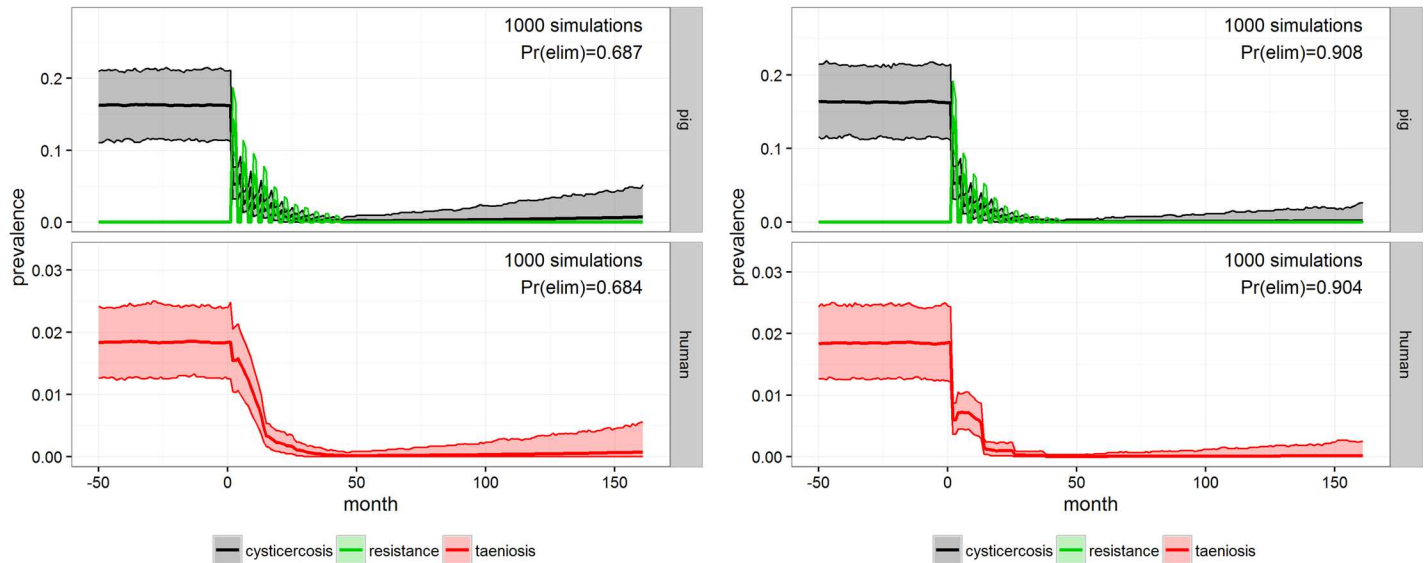 1000 simulations
Pr(elim)=0.687
0.2
0.1
0.0
pig
prevalence
1000 simulations
Pr(elim)=0.684
0.03
0.02
0.01
0.00
human
-50 0 50 100 150
month
cysticercosis resistance taeniosis
1000 simulations
Pr(elim)=0.908
0.2
0.1
0.0
pig
prevalence
1000 simulations
Pr(elim)=0.904
0.03
0.02
0.01
0.00
human
-50 0 50 100 150
month
cysticercosis resistance taeniosis